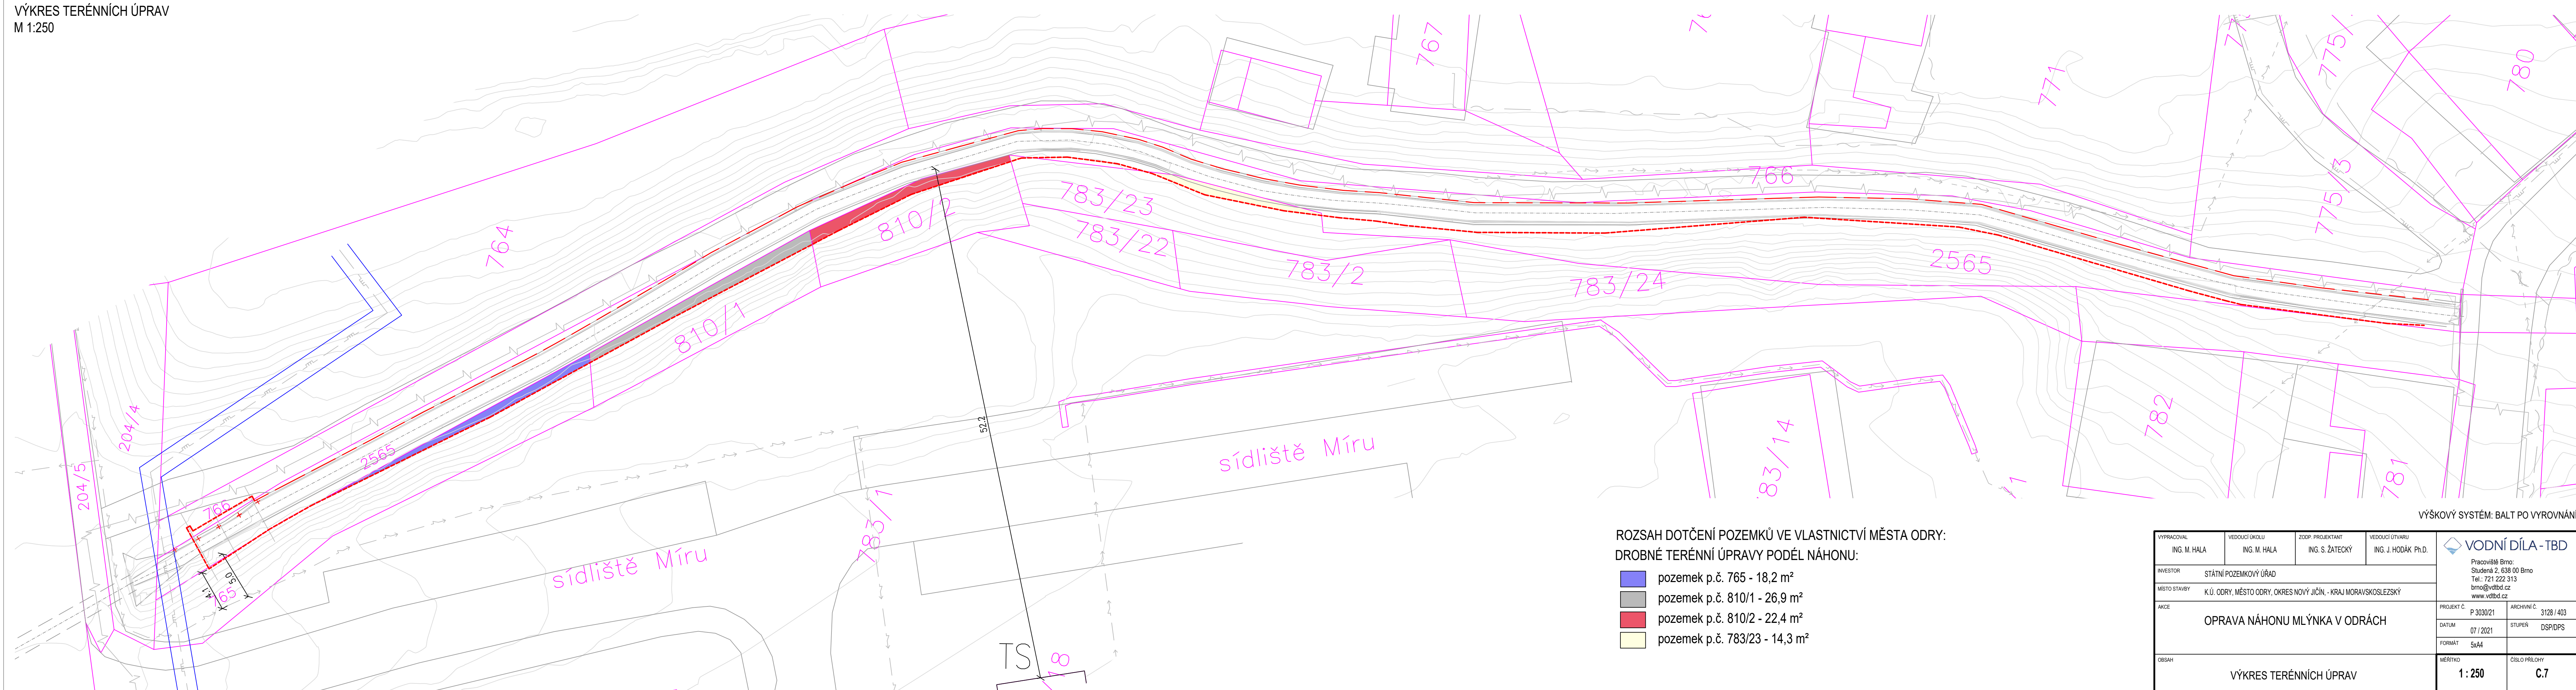 VÝKRES TERÉNNÍCH ÚPRAV
M 1:250
767
771
775/3
780
764
766
783/23
783/22
810/2
783/2
783/24
2565
810/1
204/4
204/5
2565
766
5.0
4.1
52.2
sídliště Míru
sídliště Míru
783/1
782
781
TS
ROZSAH DOTČENÍ POZEMKŮ VE VLASTNICTVÍ MĚSTA ODRY:
DROBNÉ TERÉNNÍ ÚPRAVY PODÉL NÁHONU:
pozemek p.č. 765 - 18,2 m²
pozemek p.č. 810/1 - 26,9 m²
pozemek p.č. 810/2 - 22,4 m²
pozemek p.č. 783/23 - 14,3 m²
VÝŠKOVÝ SYSTÉM: BALT PO VYROVNÁNÍ
VYPRACOVAL
ING. M. HALA
VEDOUCÍ ÚKOLU
ING. M. HALA
ZODP. PROJEKTANT
ING. S. ŽATECKÝ
VEDOUCÍ ÚTVARU
ING. J. HODÁK Ph.D.
VODNÍ DÍLA - TBD
Pracoviště Brno:
Studená 2, 638 00 Brno
Tel.: 721 222 313
brno@vdtbd.cz
www.vdtbd.cz
INVESTOR STÁTNÍ POZEMKOVÝ ÚŘAD
MÍSTO STAVBY K.Ú. ODRY, MĚSTO ODRY, OKRES NOVÝ JIČÍN, - KRAJ MORAVSKOSLEZSKÝ
AKCE
OPRAVA NÁHONU MLÝNKA V ODRÁCH
PROJEKT Č. P 3030/21
ARCHIVNÍ Č. 3128 / 403
DATUM 07 / 2021
STUPEŇ DSP/DPS
FORMÁT 5xA4
OBSAH
VÝKRES TERÉNNÍCH ÚPRAV
MĚŘÍTKO
1 : 250
ČÍSLO PŘÍLOHY
C.7